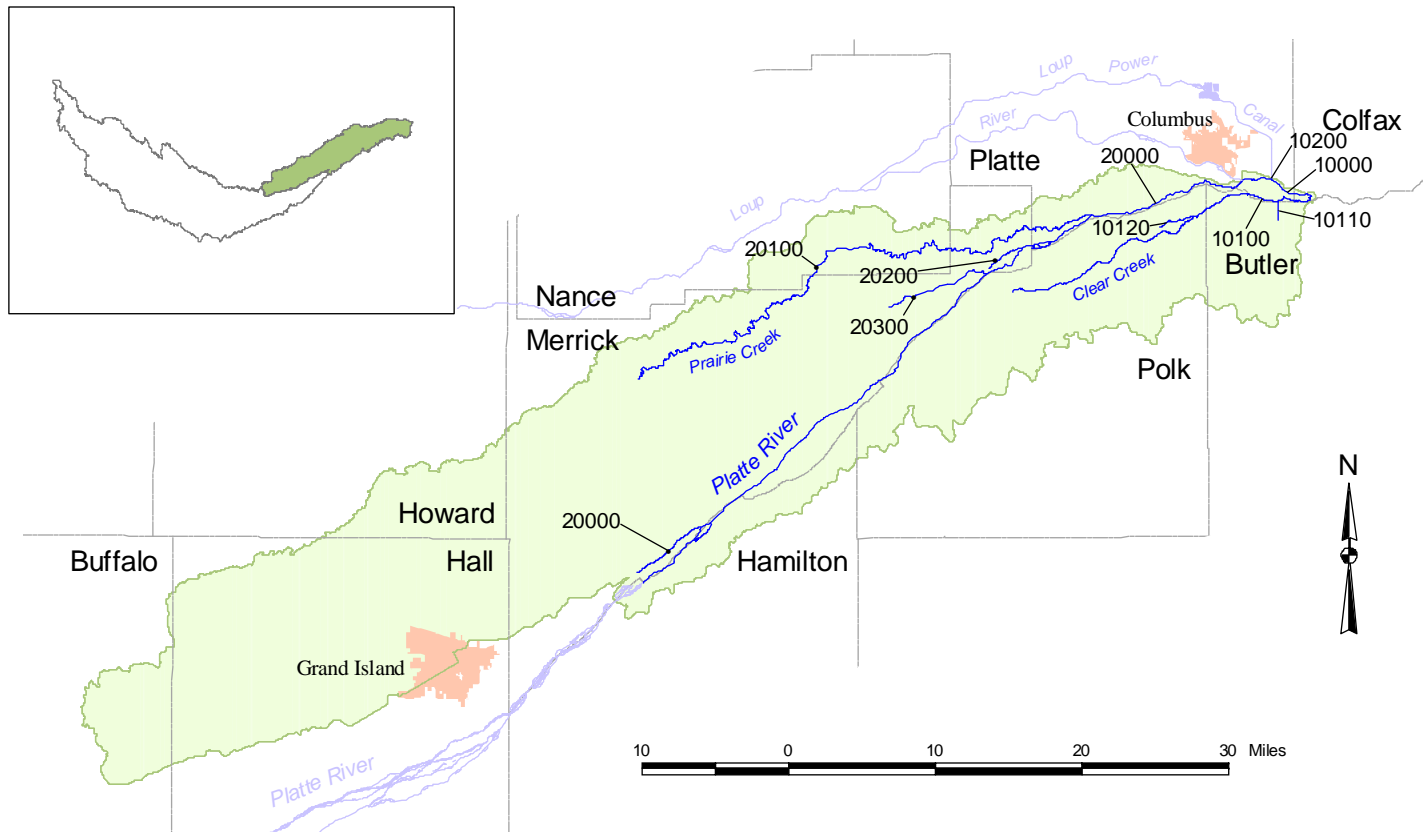 Loup Power Canal
River
Columbus
Colfax
10200
10000
Platte
20000
10120
10100
10110
20100
20200
Butler
Clear Creek
Loup
Nance
20300
Merrick
Prairie Creek
Polk
Platte River
N
Howard
20000
Buffalo
Hall
Hamilton
Grand Island
10 0 10 20 30 Miles
Platte River